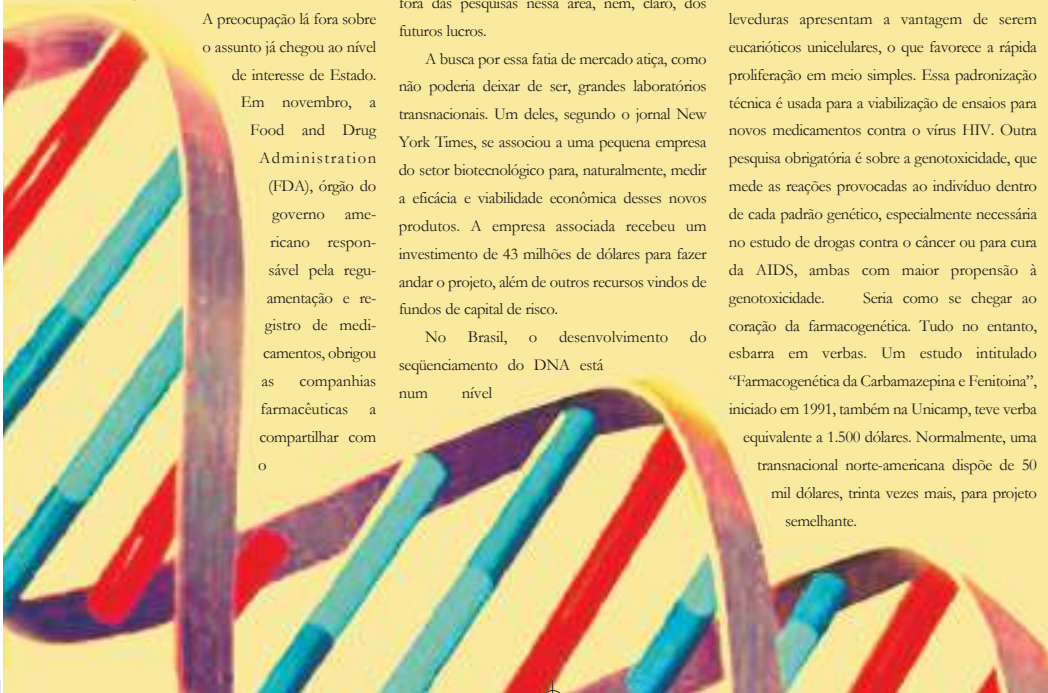 A preocupação lá fora sobre
o assunto já chegou ao nível
de interesse de Estado.
Em novembro, a
Food and Drug
Administration
(FDA), órgão do
governo ame-
ricano respon-
sável pela regu-
amentação e re-
gistro de medi-
camentos, obrigou
as companhias
farmacêuticas a
compartilhar com
o
fora das pesquisas nessa área, nem, claro, dos
futuros lucros.
A busca por essa fatia de mercado atiça, como
não poderia deixar de ser, grandes laboratórios
transnacionais. Um deles, segundo o jornal New
York Times, se associou a uma pequena empresa
do setor biotecnológico para, naturalmente, medir
a eficácia e viabilidade econômica desses novos
produtos. A empresa associada recebeu um
investimento de 43 milhões de dólares para fazer
andar o projeto, além de outros recursos vindos de
fundos de capital de risco.
No Brasil, o desenvolvimento do
seqüenciamento do DNA está
num nível
leveduras apresentam a vantagem de serem
eucarióticos unicelulares, o que favorece a rápida
proliferação em meio simples. Essa padronização
técnica é usada para a viabilização de ensaios para
novos medicamentos contra o vírus HIV. Outra
pesquisa obrigatória é sobre a genotoxicidade, que
mede as reações provocadas ao indivíduo dentro
de cada padrão genético, especialmente necessária
no estudo de drogas contra o câncer ou para cura
da AIDS, ambas com maior propensão à
genotoxicidade. Seria como se chegar ao
coração da farmacogenética. Tudo no entanto,
esbarra em verbas. Um estudo intitulado
“Farmacogenética da Carbamazepina e Fenitoina”,
iniciado em 1991, também na Unicamp, teve verba
equivalente a 1.500 dólares. Normalmente, uma
transnacional norte-americana dispõe de 50
mil dólares, trinta vezes mais, para projeto
semelhante.